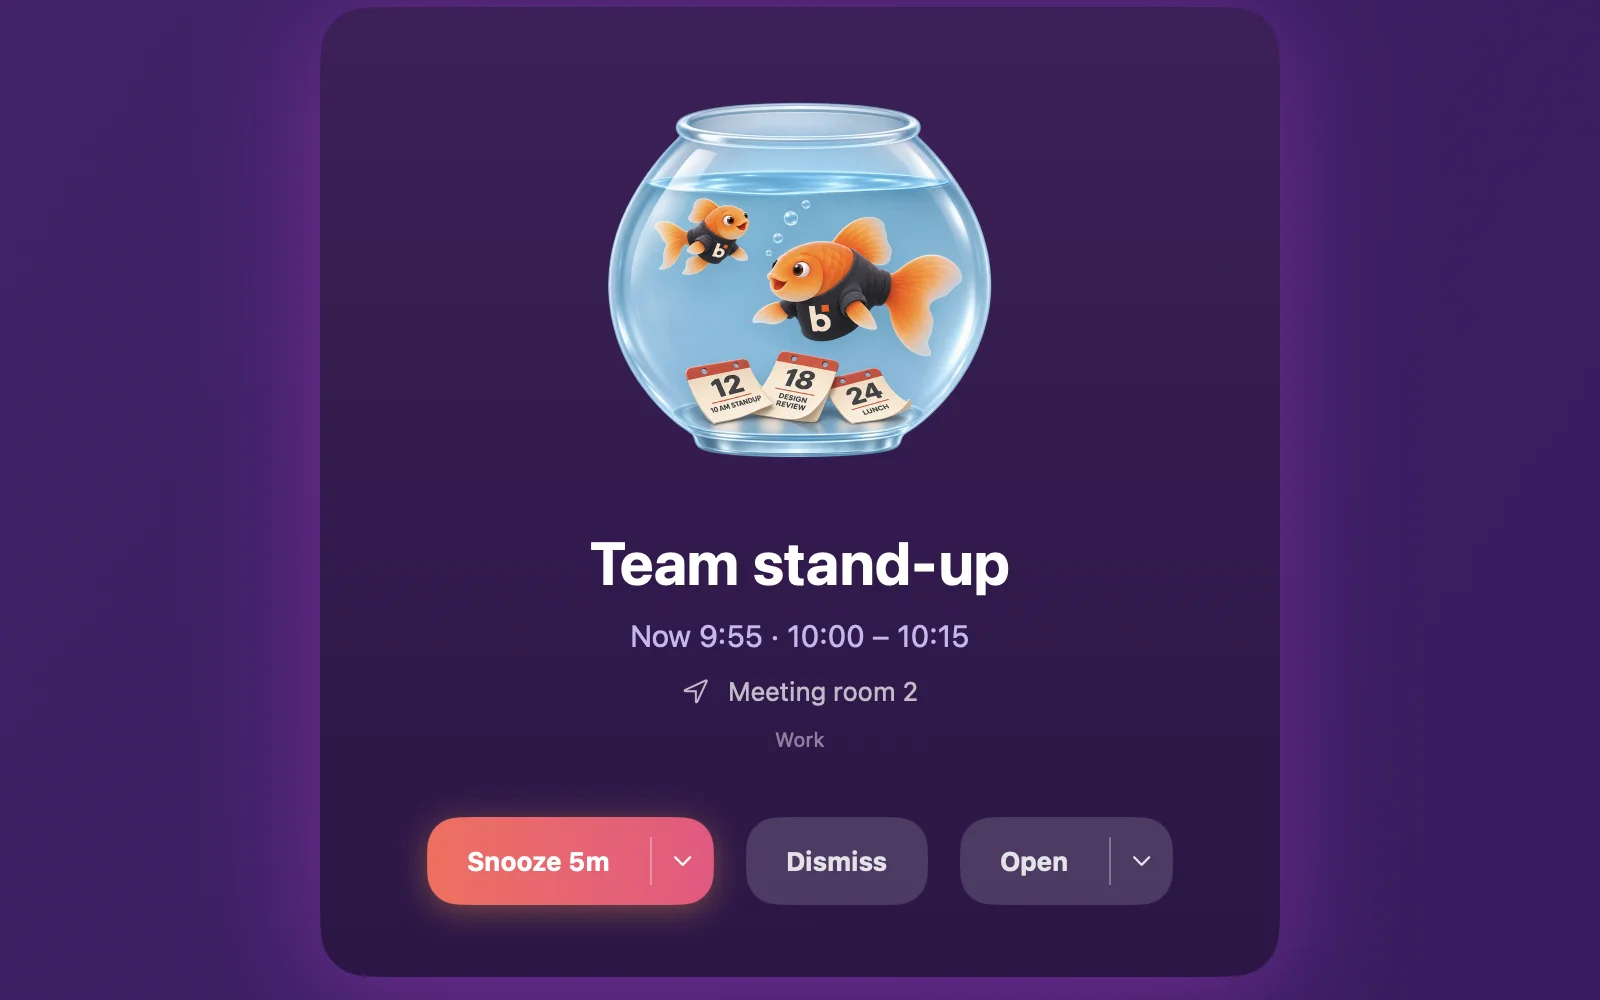 b
b
12
10 AM STANDUP
18
DESIGN
REVIEW
24
LUNCH
Team stand-up
Now 9:55 · 10:00 – 10:15
Meeting room 2
Work
Snooze 5m
Dismiss
Open